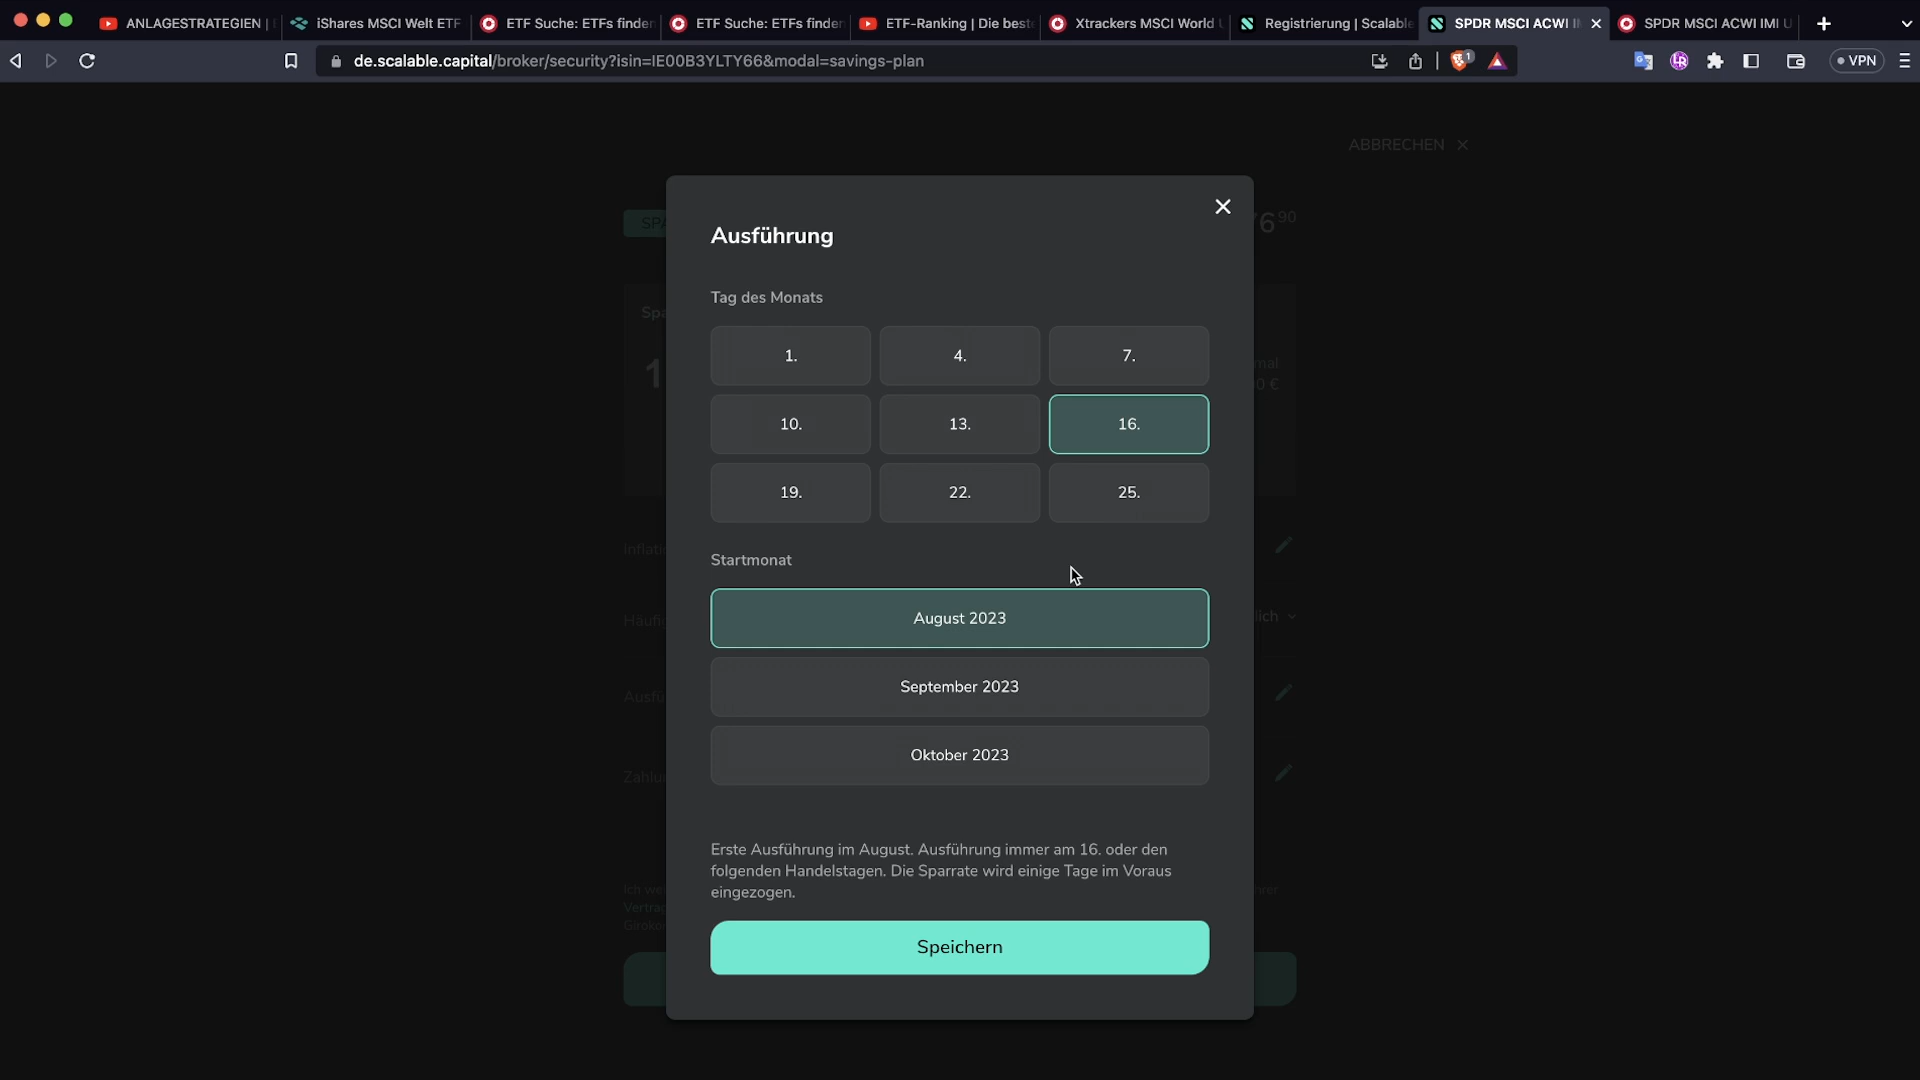 ANLAGESTRATEGIEN |
iShares MSCI Welt ETF
ETF Suche: ETFs finden
ETF Suche: ETFs finden
ETF-Ranking | Die beste
Xtrackers MSCI World U
Registrierung | Scalable
SPDR MSCI ACWI I
SPDR MSCI ACWI IMI U
de.scalable.capital/broker/security?isin=IE00B3YLTY66&modal=savings-plan
1
VPN
ABBRECHEN
Ausführung
Tag des Monats
1.
4.
7.
10.
13.
16.
19.
22.
25.
Startmonat
August 2023
September 2023
Oktober 2023
Erste Ausführung im August. Ausführung immer am 16. oder den
folgenden Handelstagen. Die Sparrate wird einige Tage im Voraus
eingezogen.
Speichern